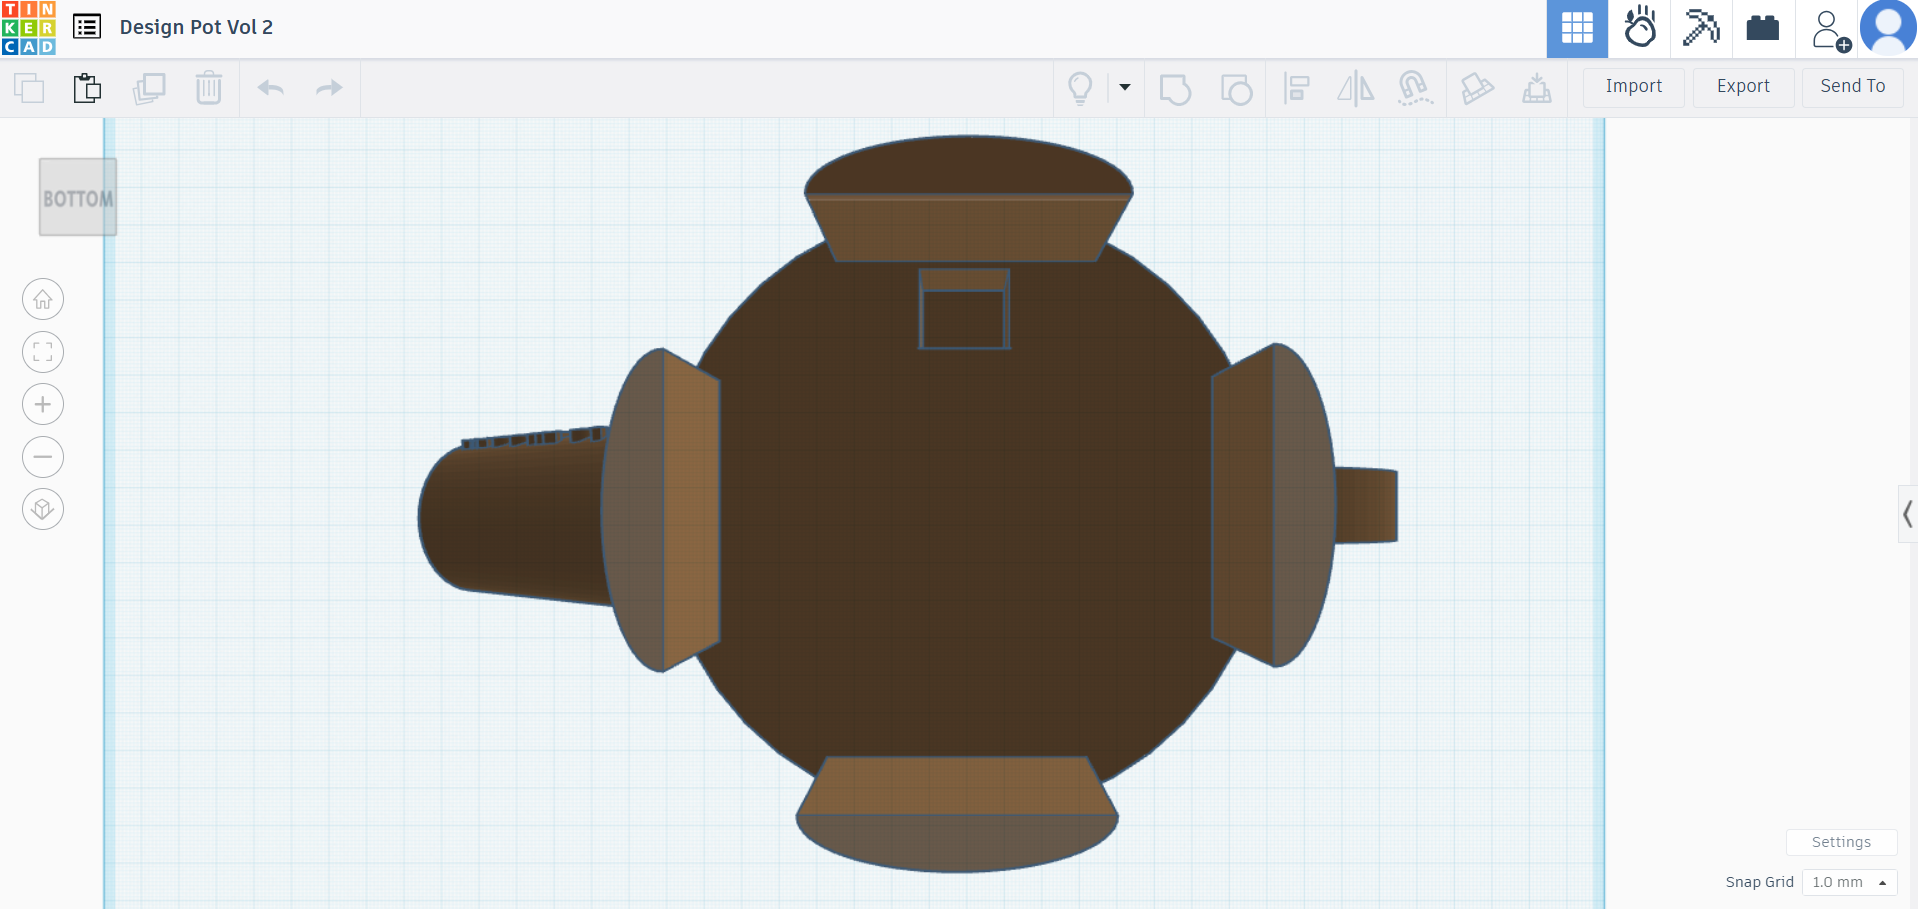 TIN
KER
CAD
Design Pot Vol 2
Import
Export
Send To
BOTTOM
Settings
Snap Grid 1.0 mm